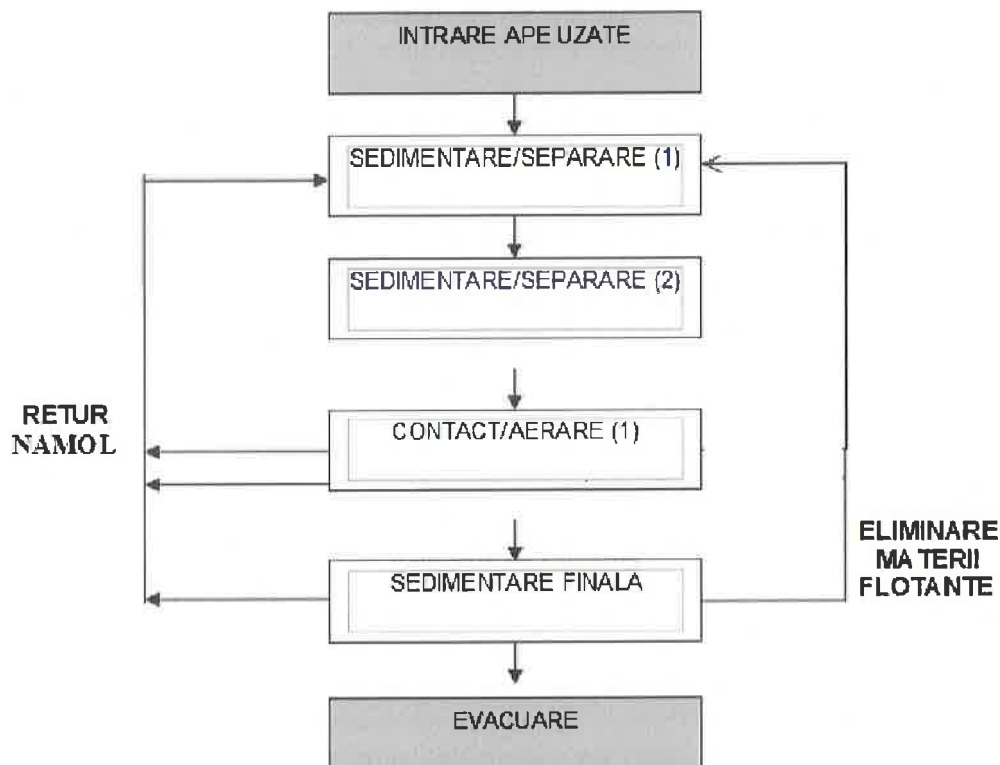 INTRARE APE UZATE
SEDIMENTARE/SEPARARE (1)
SEDIMENTARE/SEPARARE (2)
RETUR
NAMOL
CONTACT/AERARE (1)
ELIMINARE
MATERII
FLOTANTE
SEDIMENTARE FINALA
EVACUARE